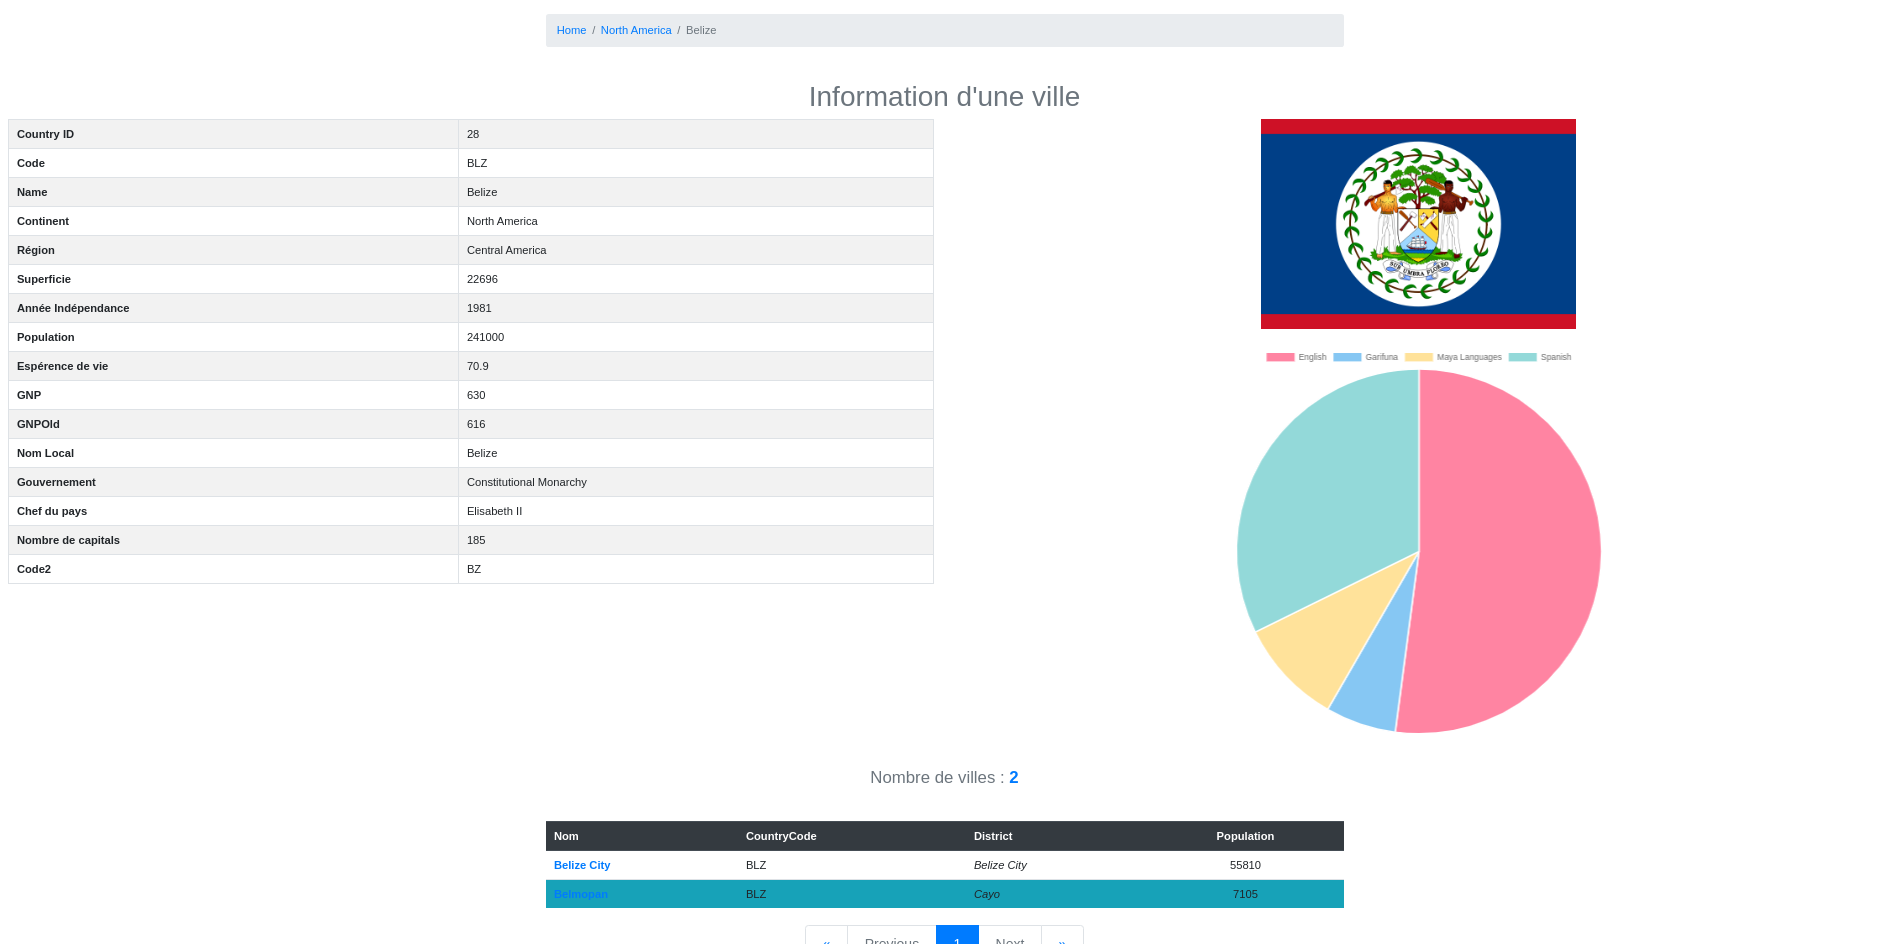 Home / North America / Belize
Information d'une ville
Country ID 28
Code BLZ
Name Belize
Continent North America
Région Central America
Superficie 22696
Année Indépendance 1981
Population 241000
Espérence de vie 70.9
GNP 630
GNPOld 616
Nom Local Belize
Gouvernement Constitutional Monarchy
Chef du pays Elisabeth II
Nombre de capitals 185
Code2 BZ
SUB UMBRA FLOREO
English Garifuna Maya Languages Spanish
Nombre de villes : 2
Nom CountryCode District Population
Belize City BLZ Belize City 55810
Belmopan BLZ Cayo 7105
« Previous 1 Next »